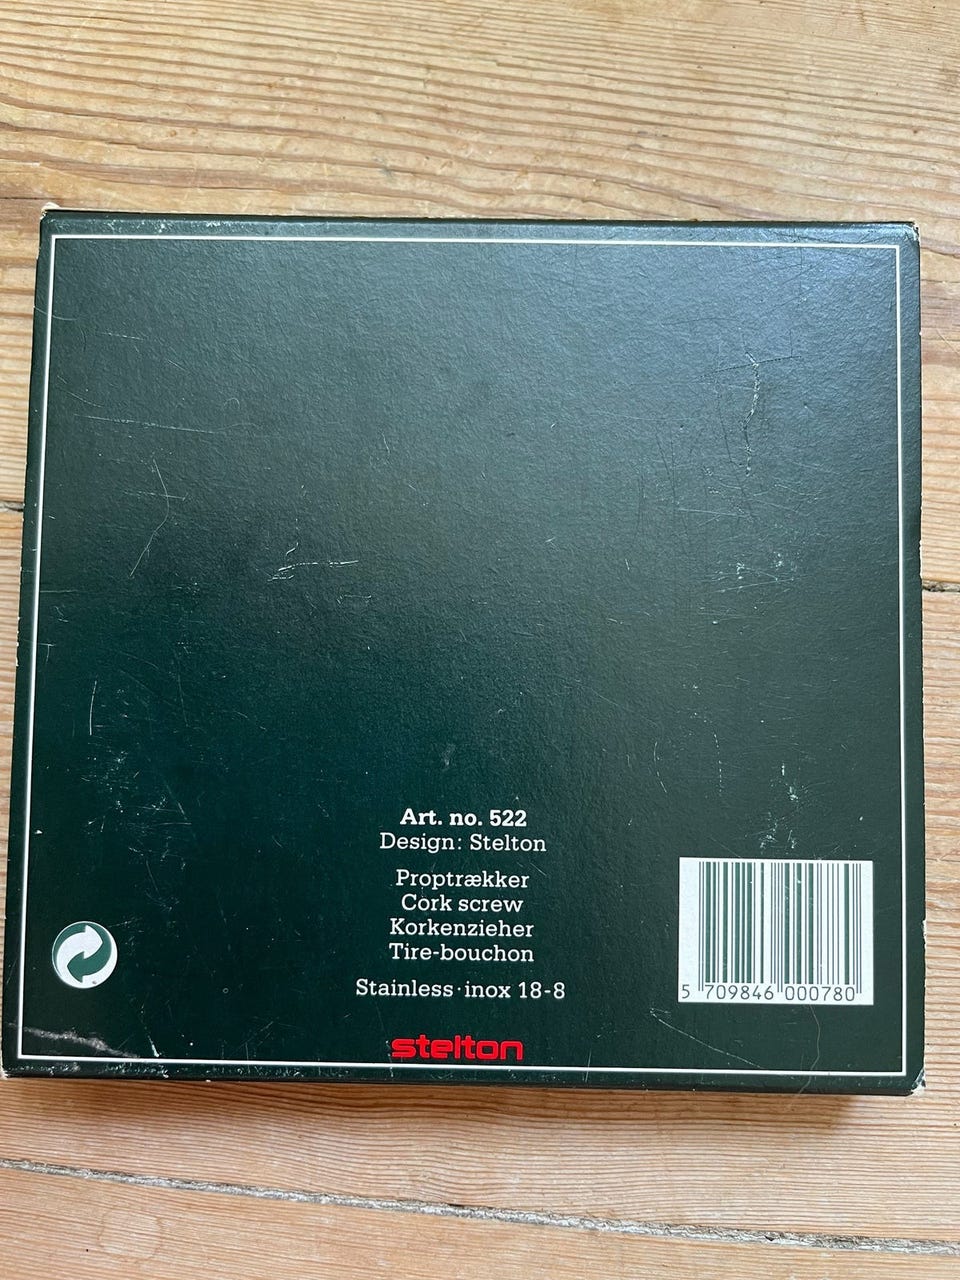 Art. no. 522
Design: Stelton
Proptrækker
Cork screw
Korkenzieher
Tire-bouchon
Stainless·inox 18-8
stelton
5 709846 000780